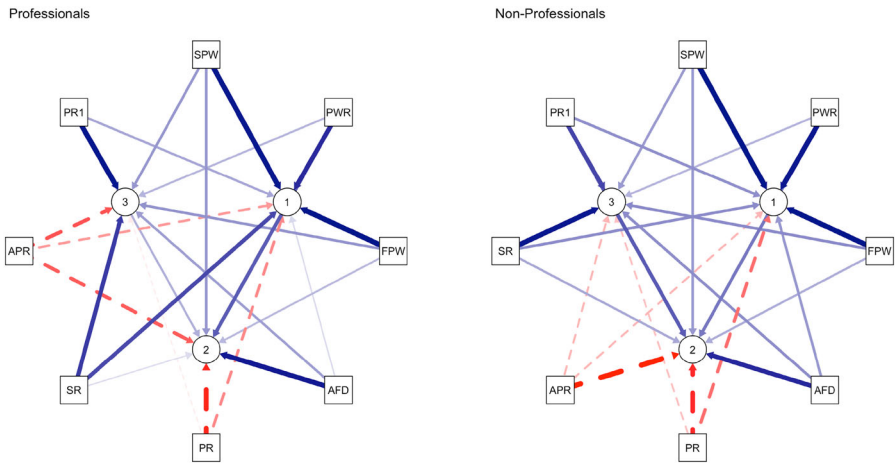 Professionals
SPW
PR1
PWR
3
1
APR
FPW
2
SR
AFD
PR
Non-Professionals
SPW
PR1
PWR
3
1
SR
FPW
2
APR
AFD
PR